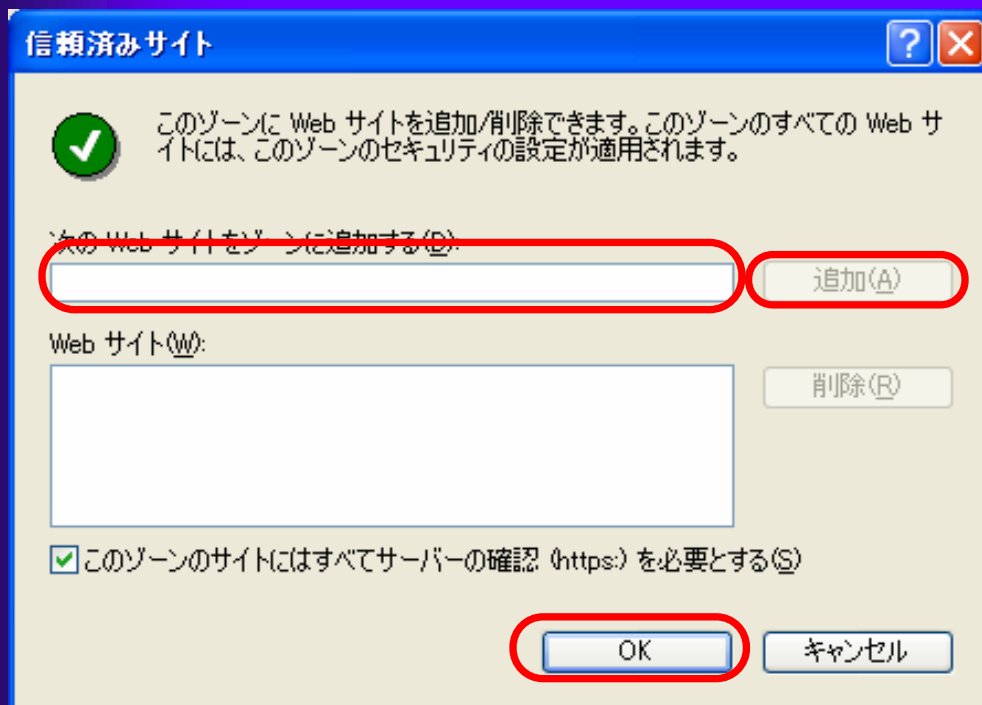 信頼済みサイト
このゾーンに Web サイトを追加/削除できます。このゾーンのすべての Web サ
イトには、このゾーンのセキュリティの設定が適用されます。
次の Web サイトをゾーンに追加する(D):
追加(A)
Web サイト(W):
削除(R)
このゾーンのサイトにはすべてサーバーの確認 (https:) を必要とする(S)
OK
キャンセル